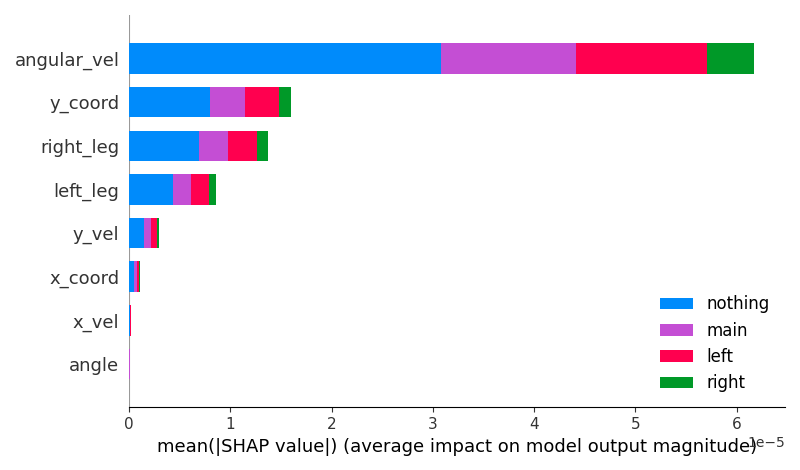 angular_vel
y_coord
right_leg
left_leg
y_vel
x_coord
x_vel
angle
nothing
main
left
right
0 1 2 3 4 5 6
1e−5
mean(|SHAP value|) (average impact on model output magnitude)